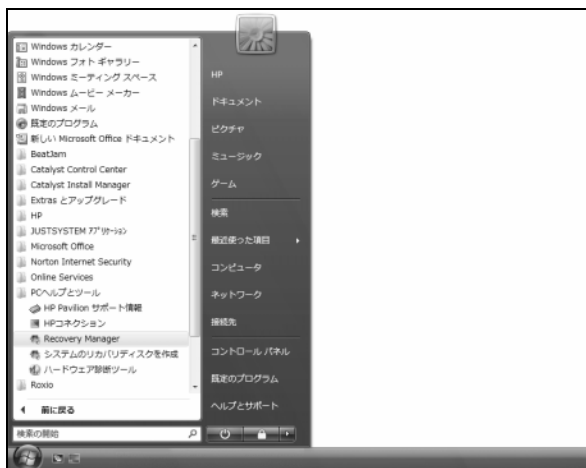 Windows カレンダー
Windows フォト ギャラリー
Windows ミーティング スペース
Windows ムービー メーカー
Windows メール
既定のプログラム
新しい Microsoft Office ドキュメント
BeatJam
Catalyst Control Center
Catalyst Install Manager
Extras とアップグレード
HP
JUSTSYSTEM アプリケーション
Microsoft Office
Norton Internet Security
Online Services
PCヘルプとツール
HP Pavilion サポート情報
HPコネクション
Recovery Manager
システムのリカバリディスクを作成
ハードウェア診断ツール
Roxio
前に戻る
検索の開始
HP
ドキュメント
ピクチャ
ミュージック
ゲーム
検索
最近使った項目
コンピュータ
ネットワーク
接続先
コントロール パネル
既定のプログラム
ヘルプとサポート